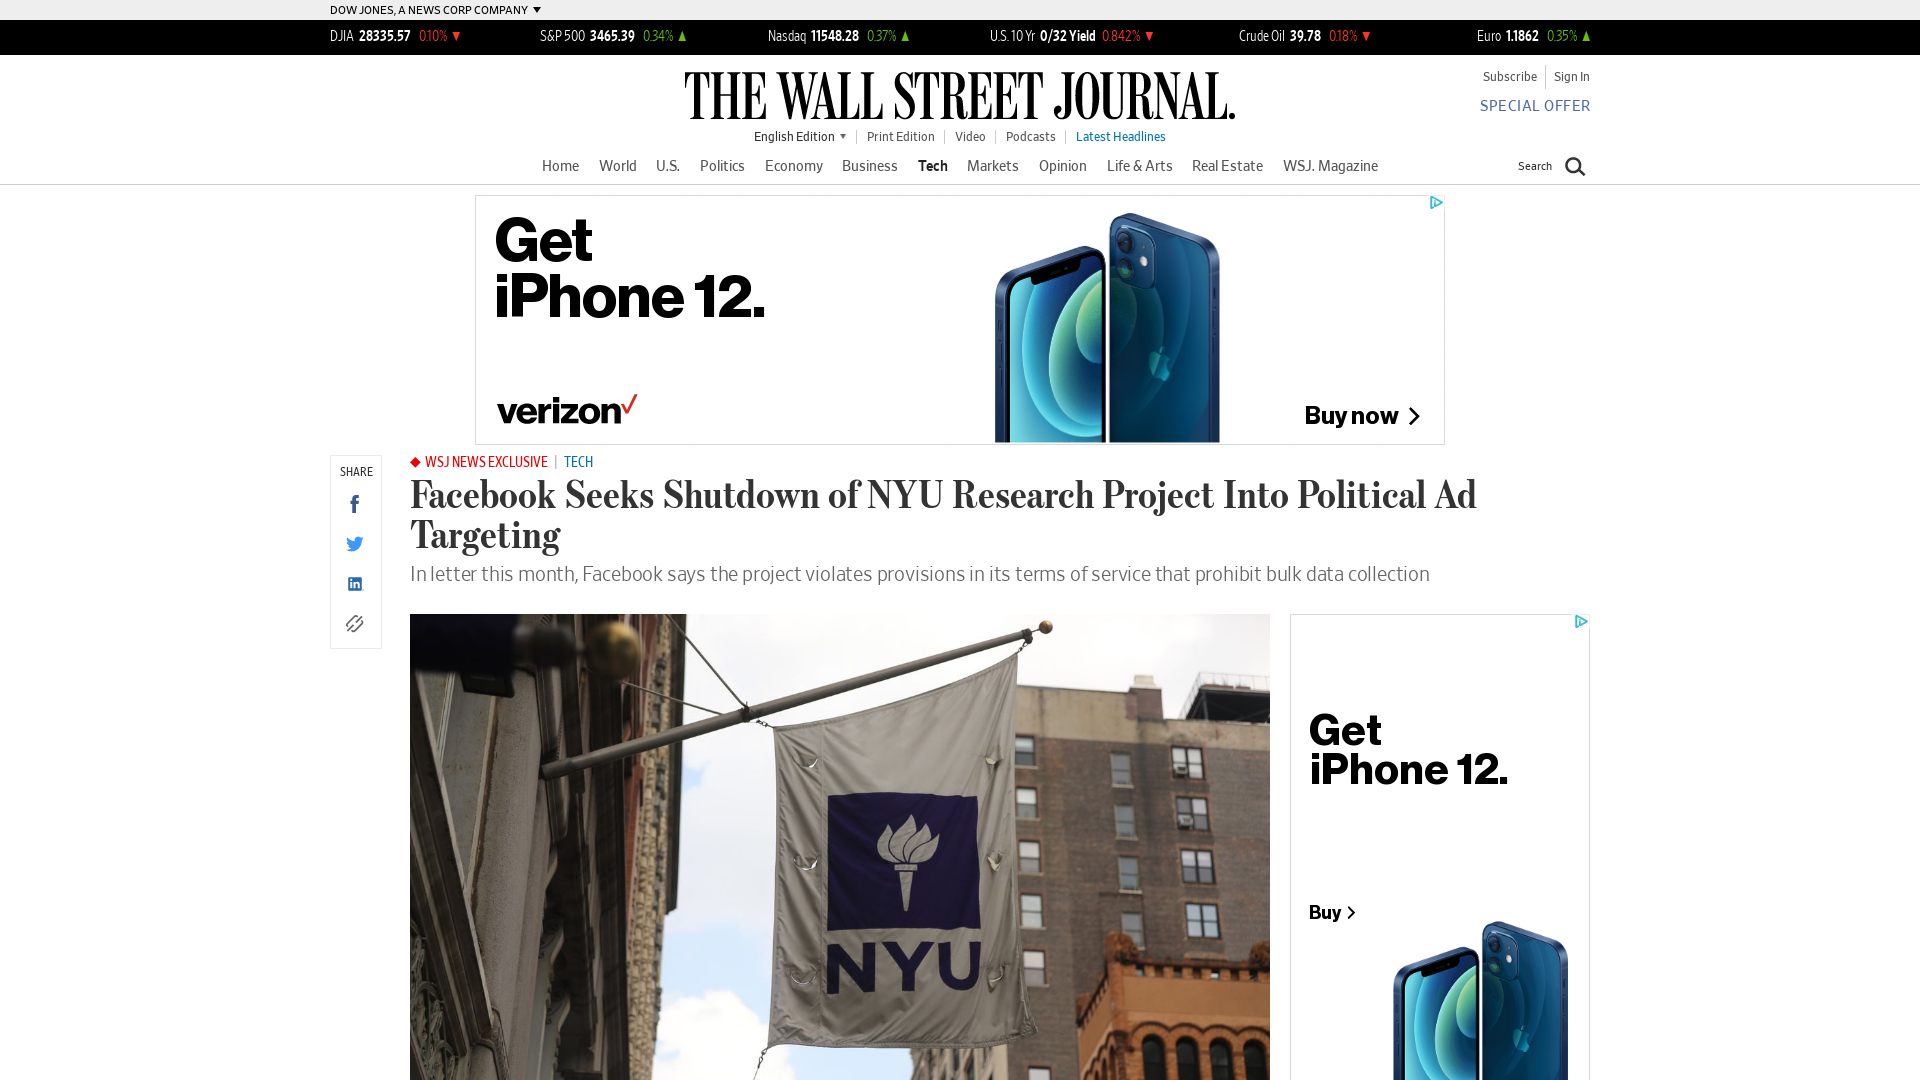 DOW JONES, A NEWS CORP COMPANY
DJIA 28335.57 0.10% S&P 500 3465.39 0.34% Nasdaq 11548.28 0.37% U.S. 10 Yr 0/32 Yield 0.842% Crude Oil 39.78 0.18% Euro 1.1862 0.35%
THE WALL STREET JOURNAL.
Subscribe Sign In
SPECIAL OFFER
English Edition Print Edition Video Podcasts Latest Headlines
Home World U.S. Politics Economy Business Tech Markets Opinion Life & Arts Real Estate WSJ. Magazine Search
Get
iPhone 12.
verizon
Buy now
SHARE
WSJ NEWS EXCLUSIVE | TECH
Facebook Seeks Shutdown of NYU Research Project Into Political Ad
Targeting
In letter this month, Facebook says the project violates provisions in its terms of service that prohibit bulk data collection
NYU
Get
iPhone 12.
Buy